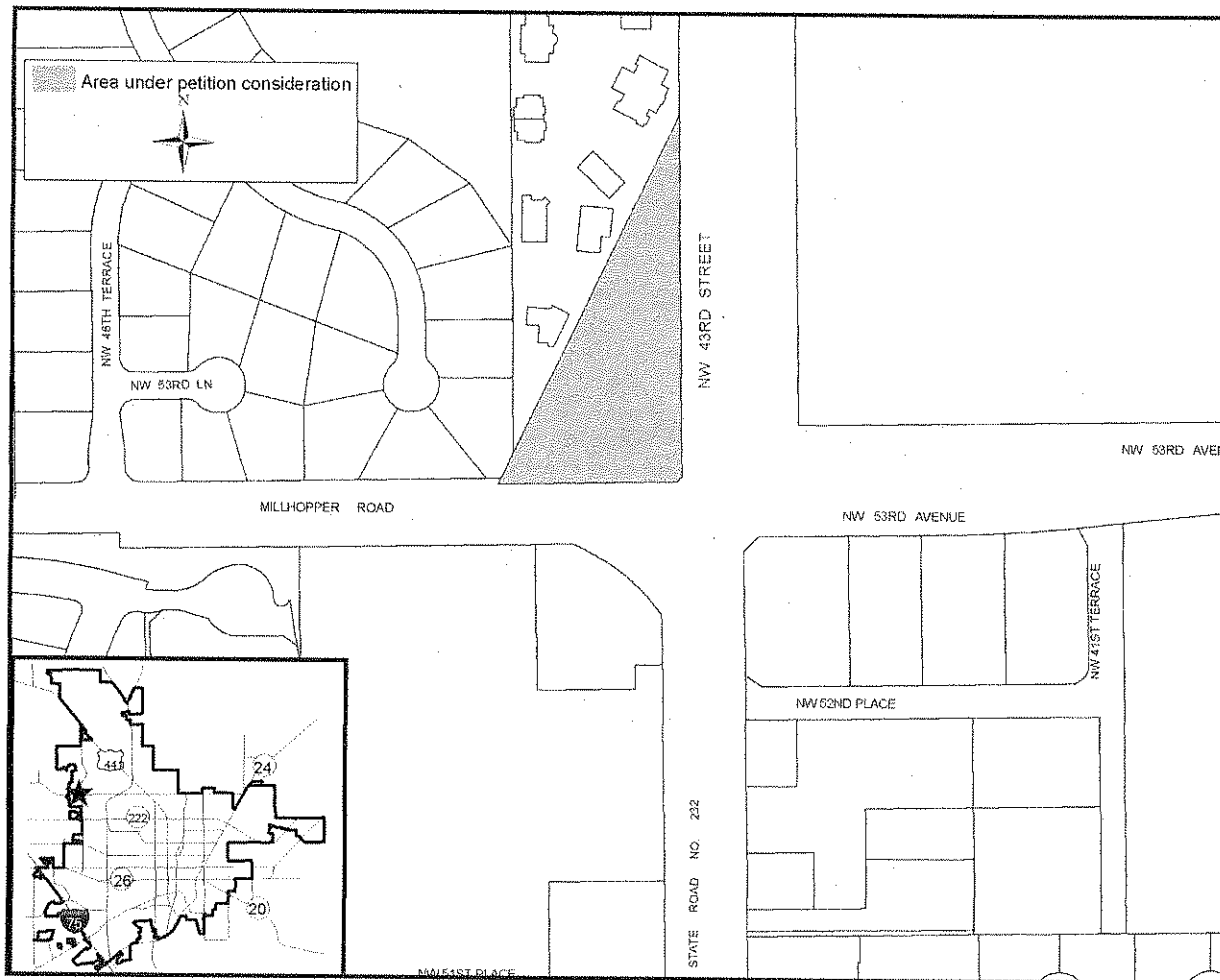 Area under petition consideration
N
NW 46TH TERRACE
NW 53RD LN
NW 43RD STREET
NW 53RD AVE
MILLHOPPER ROAD
NW 53RD AVENUE
NW 41ST TERRACE
NW 52ND PLACE
STATE ROAD NO. 232
NW 51ST PLACE
441
24
222
26
20
75